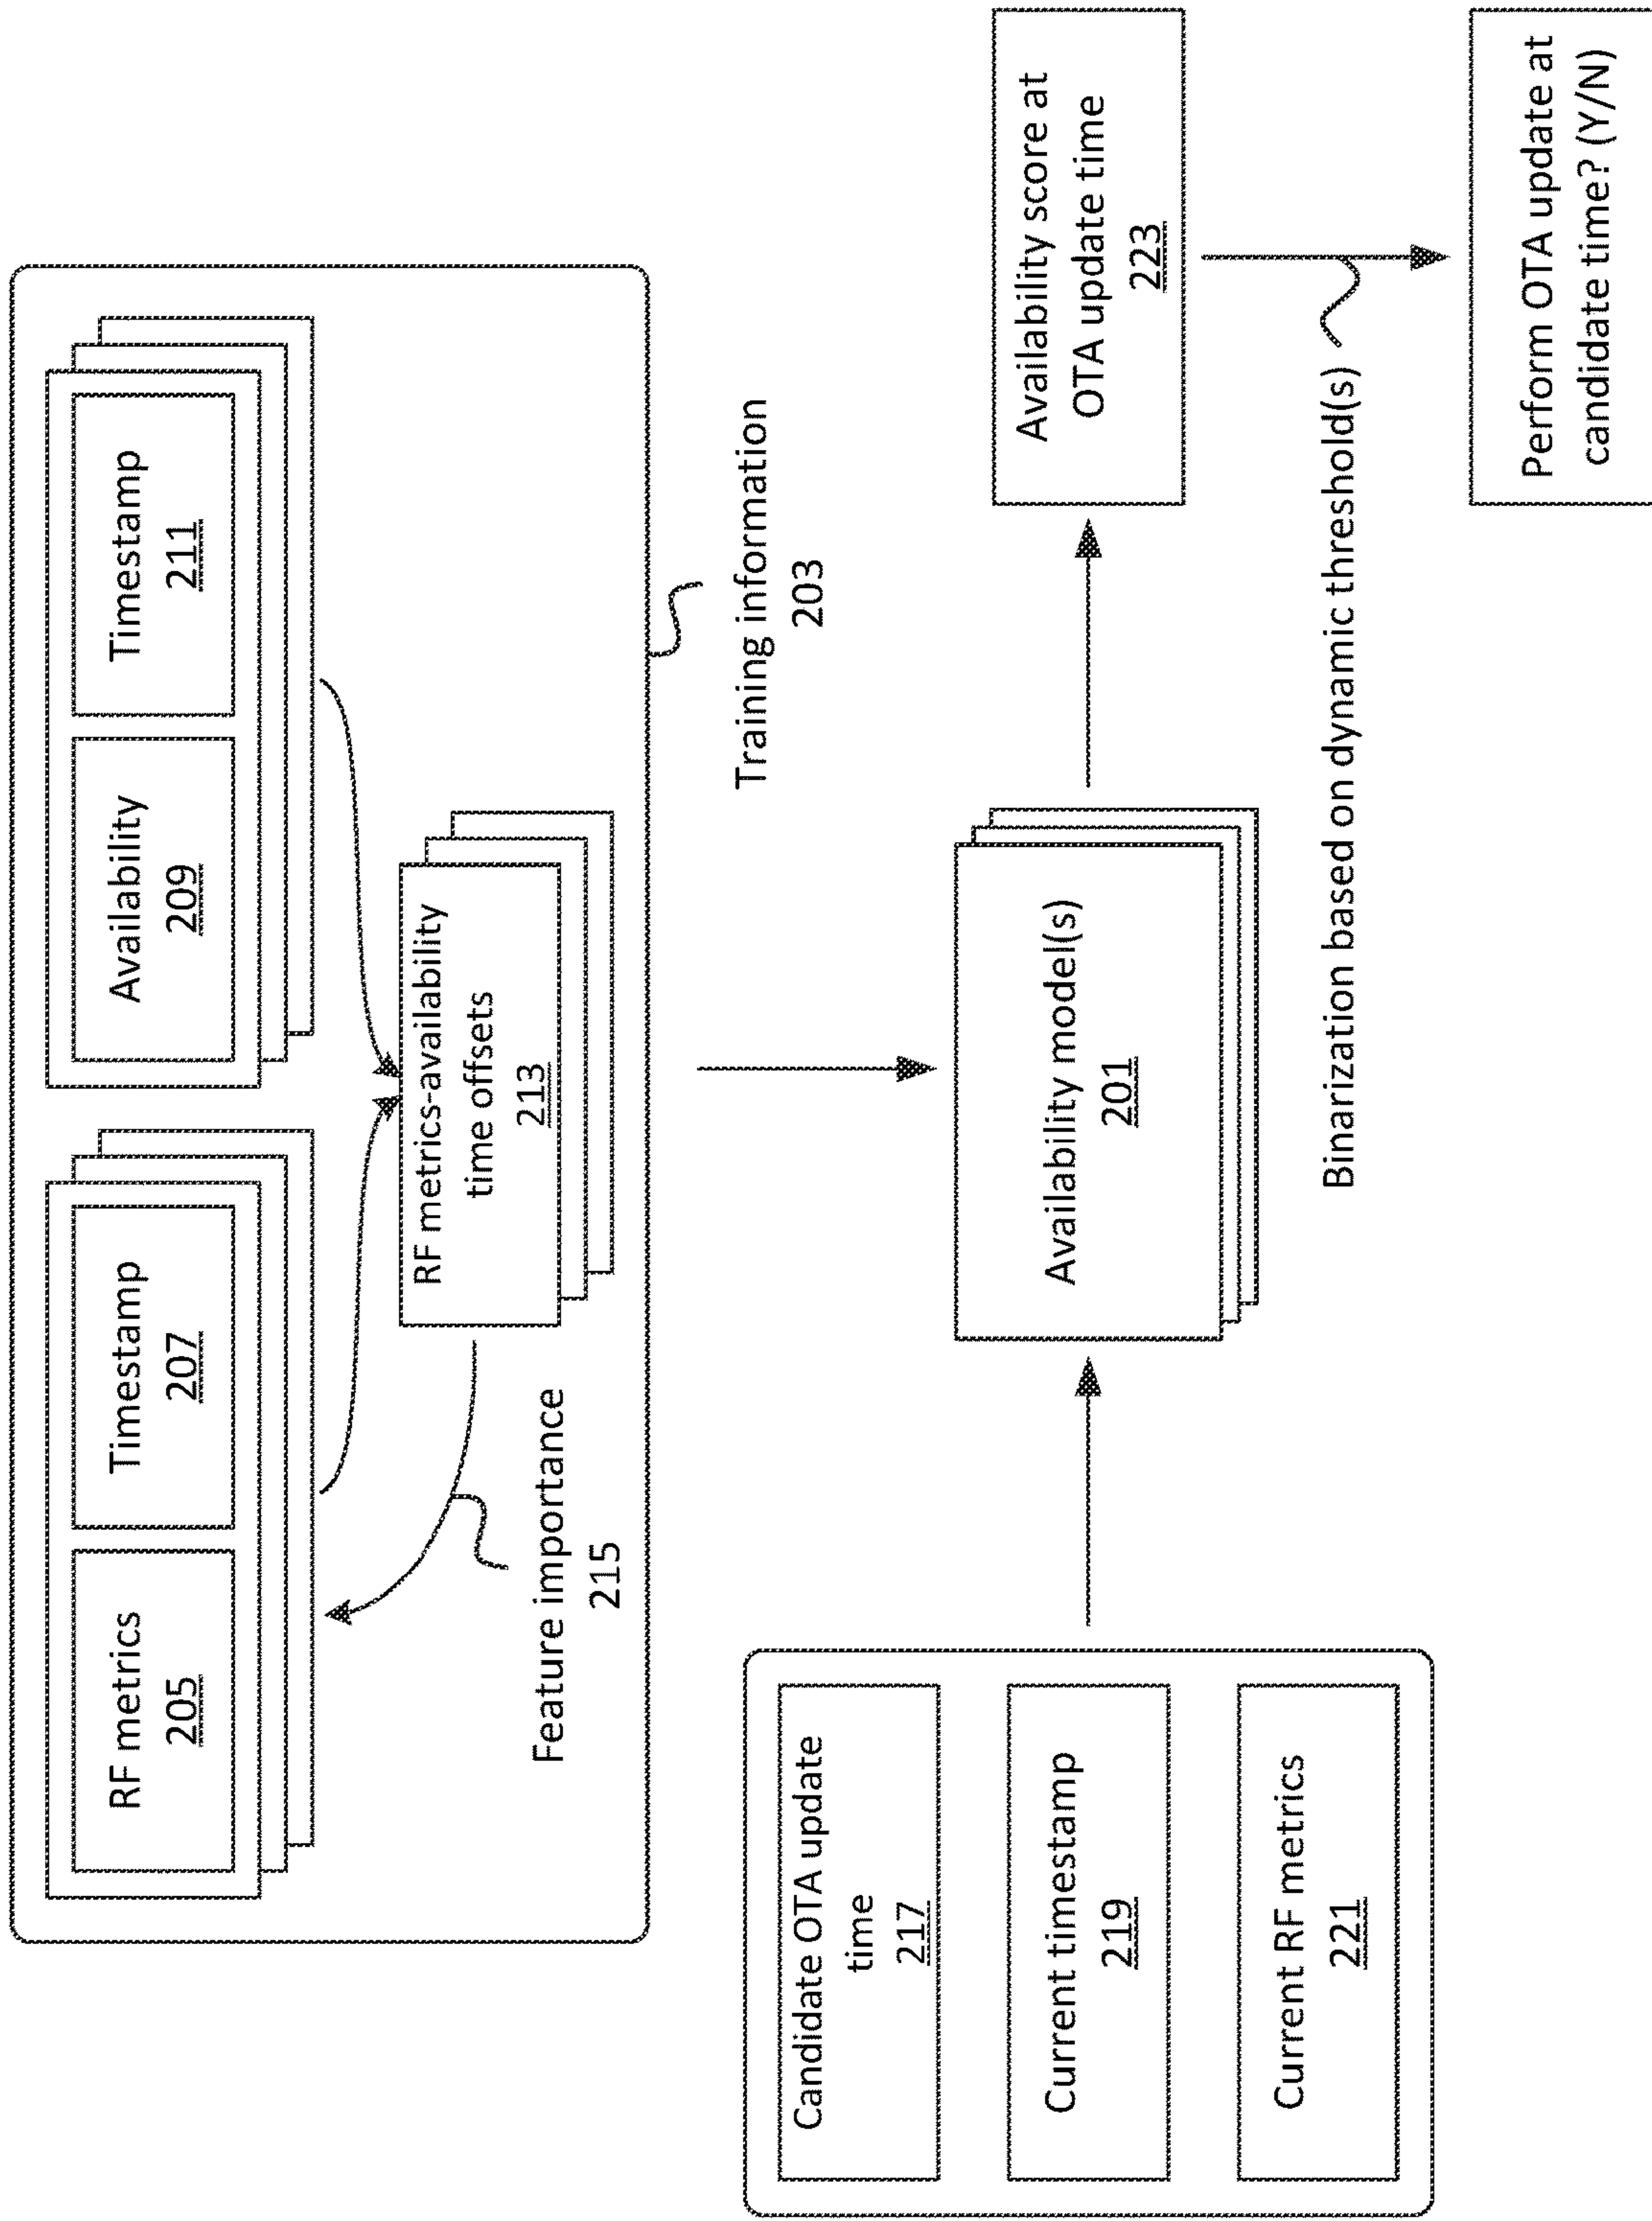 RF metrics
205
Timestamp
207
Availability
209
Timestamp
211
RF metrics-availability
time offsets
213
Feature importance
215
Training information
203
Candidate OTA update
time
217
Current timestamp
219
Current RF metrics
221
Availability model(s)
201
Availability score at
OTA update time
223
Binarization based on dynamic threshold(s)
Perform OTA update at
candidate time? (Y/N)